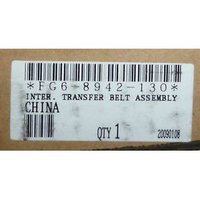 *FG6-8942-130*
INTER. TRANSFER BELT ASSEMBLY
CHINA
QTY 1
20090108